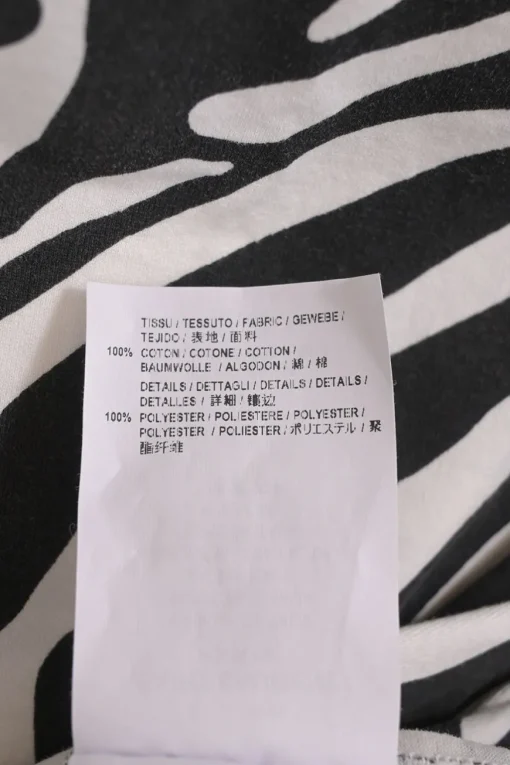 TISSU / TESSUTO / FABRIC / GEWEBE /
TEJIDO / 表地 / 面料
100% COTON / COTONE / COTTON /
BAUMWOLLE / ALGODON / 綿 / 棉
DETAILS / DETTAGLI / DETAILS / DETAILS /
DETALLES / 詳細 / 镶边
100% POLYESTER / POLIESTERE / POLYESTER /
POLYESTER / POLIESTER / ポリエステル / 聚
酯纤维